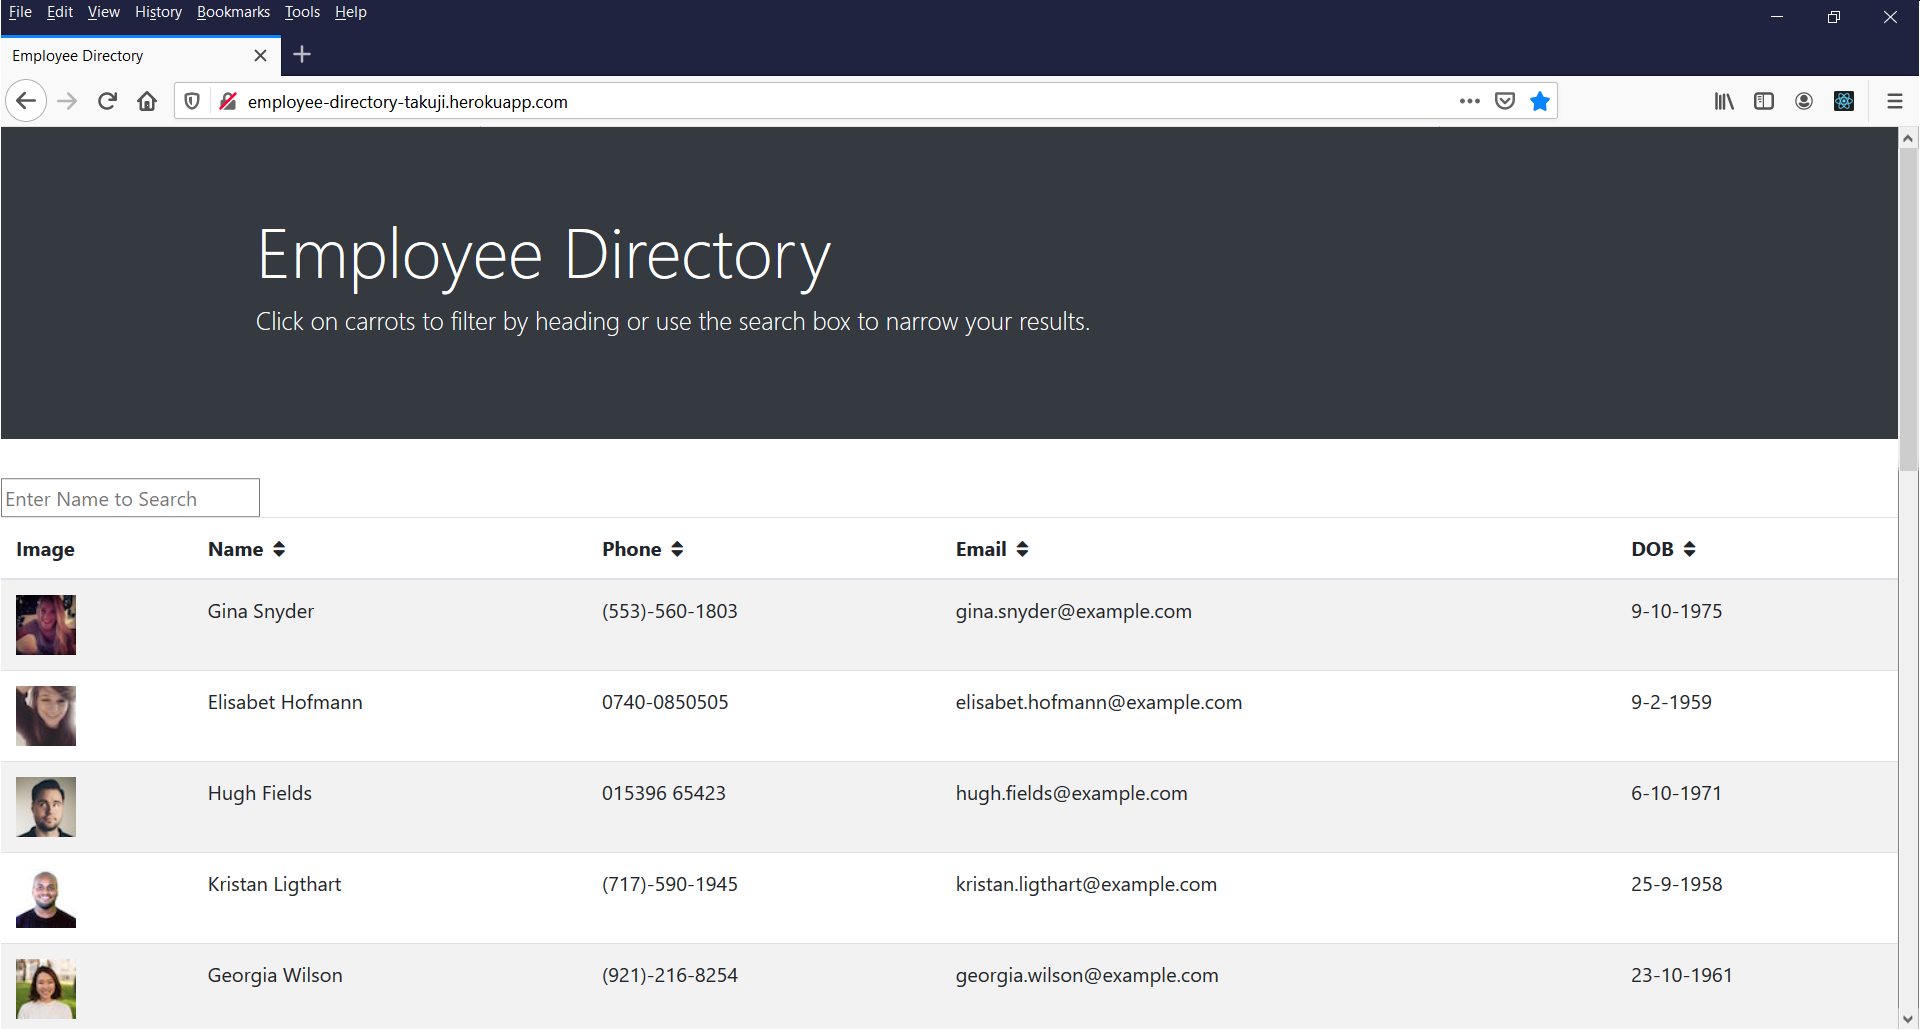 File Edit View History Bookmarks Tools Help
Employee Directory
employee-directory-takuji.herokuapp.com
Employee Directory
Click on carrots to filter by heading or use the search box to narrow your results.
Enter Name to Search
Image Name Phone Email DOB
Gina Snyder (553)-560-1803 gina.snyder@example.com 9-10-1975
Elisabet Hofmann 0740-0850505 elisabet.hofmann@example.com 9-2-1959
Hugh Fields 015396 65423 hugh.fields@example.com 6-10-1971
Kristan Ligthart (717)-590-1945 kristan.ligthart@example.com 25-9-1958
Georgia Wilson (921)-216-8254 georgia.wilson@example.com 23-10-1961